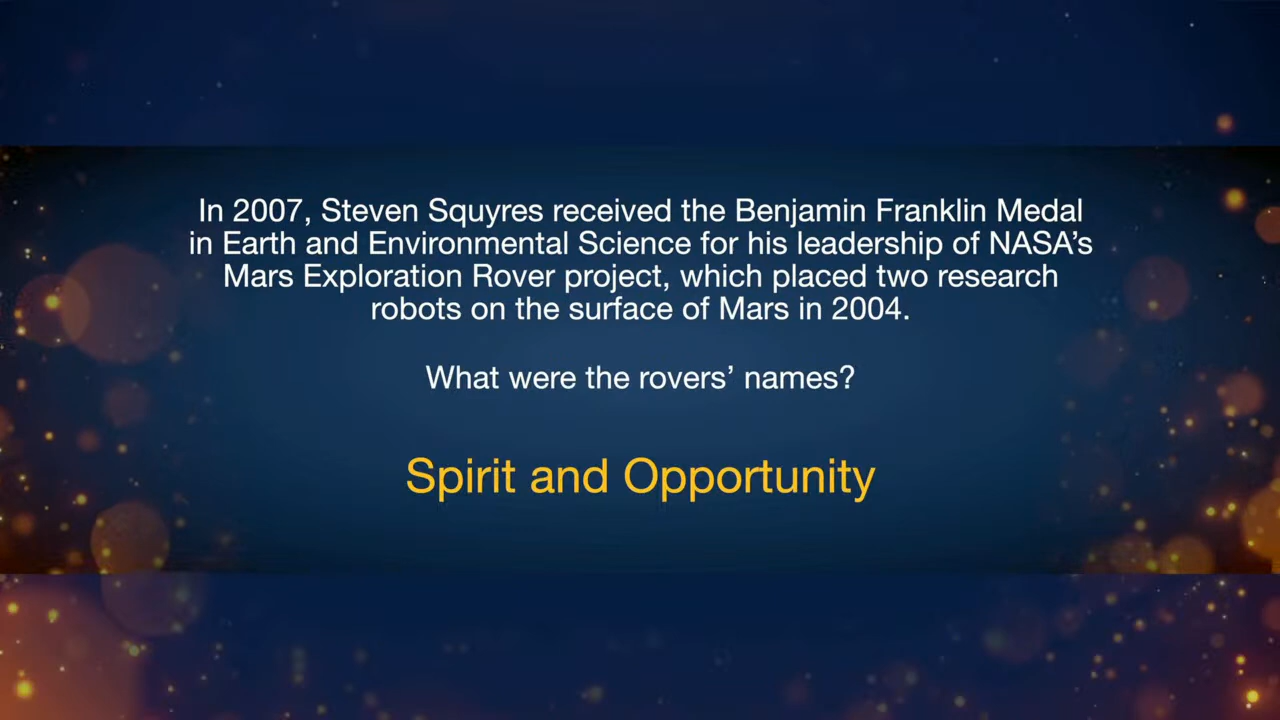 In 2007, Steven Squyres received the Benjamin Franklin Medal
in Earth and Environmental Science for his leadership of NASA’s
Mars Exploration Rover project, which placed two research
robots on the surface of Mars in 2004.
What were the rovers’ names?
Spirit and Opportunity